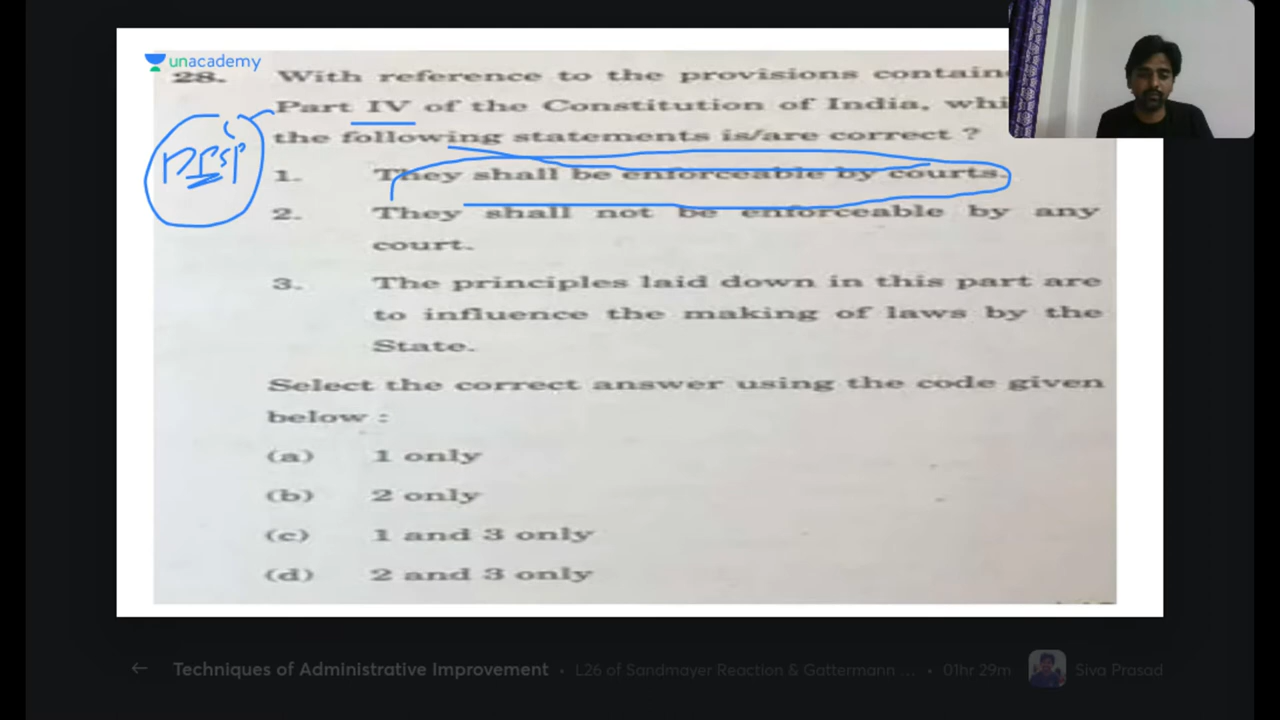 unacademy
28. With reference to the provisions contain
Part IV of the Constitution of India, whi
the following statements is/are correct ?
DPSP
1. They shall be enforceable by courts.
2. They shall not be enforceable by any
court.
3. The principles laid down in this part are
to influence the making of laws by the
State.
Select the correct answer using the code given
below :
(a) 1 only
(b) 2 only
(c) 1 and 3 only
(d) 2 and 3 only
← Techniques of Administrative Improvement • L26 of Sandmayer Reaction & Gattermann ... • 01hr 29m Siva Prasad